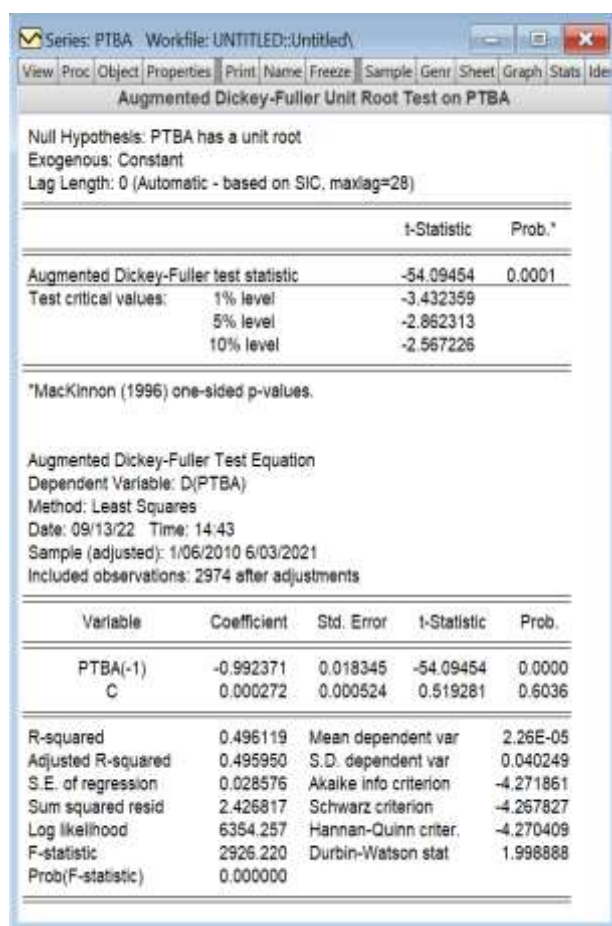 Series: PTBA Workfile: UNTITLED::Untitled\
View Proc Object Properties Print Name Freeze Sample Genr Sheet Graph Stats Ider
Augmented Dickey-Fuller Unit Root Test on PTBA
Null Hypothesis: PTBA has a unit root
Exogenous: Constant
Lag Length: 0 (Automatic - based on SIC, maxlag=28)
t-Statistic Prob.*
Augmented Dickey-Fuller test statistic -54.09454 0.0001
Test critical values: 1% level -3.432359
5% level -2.862313
10% level -2.567226
*MacKinnon (1996) one-sided p-values.
Augmented Dickey-Fuller Test Equation
Dependent Variable: D(PTBA)
Method: Least Squares
Date: 09/13/22 Time: 14:43
Sample (adjusted): 1/06/2010 6/03/2021
Included observations: 2974 after adjustments
Variable Coefficient Std. Error t-Statistic Prob.
PTBA(-1) -0.992371 0.018345 -54.09454 0.0000
C 0.000272 0.000524 0.519281 0.6036
R-squared 0.496119 Mean dependent var 2.26E-05
Adjusted R-squared 0.495950 S.D. dependent var 0.040249
S.E. of regression 0.028576 Akaike info criterion -4.271861
Sum squared resid 2.426817 Schwarz criterion -4.267827
Log likelihood 6354.257 Hannan-Quinn criter. -4.270409
F-statistic 2926.220 Durbin-Watson stat 1.998888
Prob(F-statistic) 0.000000